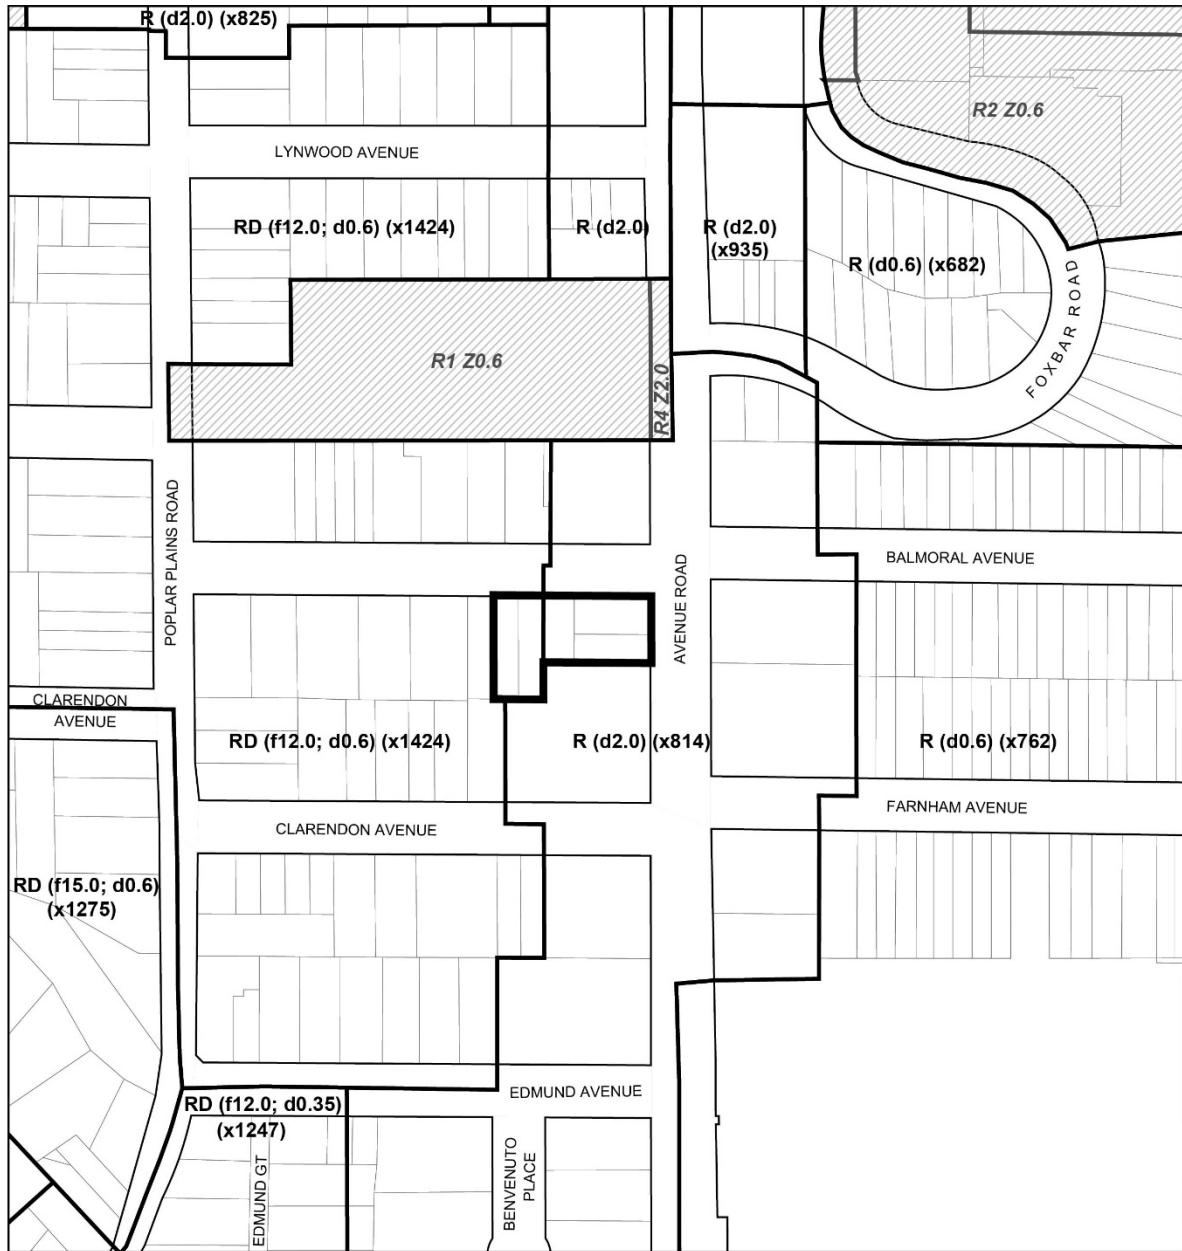 R (d2.0) (x825)
R2 Z0.6
LYNWOOD AVENUE
RD (f12.0; d0.6) (x1424)
R (d2.0)
R (d2.0)
(x935)
R (d0.6) (x682)
FOXBAR ROAD
R1 Z0.6
R4 Z2.0
POPLAR PLAINS ROAD
AVENUE ROAD
BALMORAL AVENUE
CLARENDON
AVENUE
RD (f12.0; d0.6) (x1424)
R (d2.0) (x814)
R (d0.6) (x762)
FARNHAM AVENUE
CLARENDON AVENUE
RD (f15.0; d0.6)
(x1275)
EDMUND AVENUE
RD (f12.0; d0.35)
(x1247)
EDMUND GT
BENVENUTO
PLACE